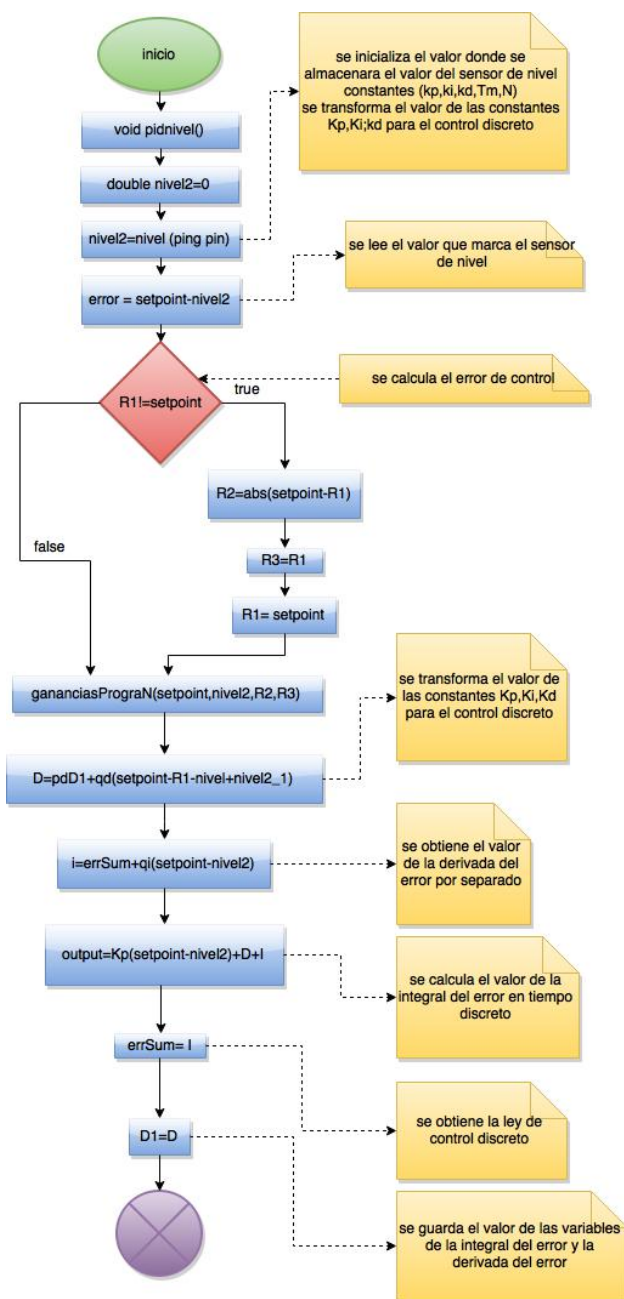 inicio
se inicializa el valor donde se
almacenara el valor del sensor de nivel
constantes (kp,ki,kd,Tm,N)
se transforma el valor de las constantes
Kp,Ki;kd para el control discreto
void pidnivel()
double nivel2=0
nivel2=nivel (ping pin)
se lee el valor que marca el sensor
de nivel
error = setpoint-nivel2
se calcula el error de control
R1!=setpoint
true
R2=abs(setpoint-R1)
false
R3=R1
R1= setpoint
se transforma el valor de
las constantes Kp,Ki,Kd
para el control discreto
gananciasPrograN(setpoint,nivel2,R2,R3)
D=pdD1+qd(setpoint-R1-nivel+nivel2_1)
se obtiene el valor
de la derivada del
error por separado
i=errSum+qi(setpoint-nivel2)
output=Kp(setpoint-nivel2)+D+I
se calcula el valor de la
integral del error en tiempo
discreto
errSum= I
se obtiene la ley de
control discreto
D1=D
se guarda el valor de las variables
de la integral del error y la
derivada del error